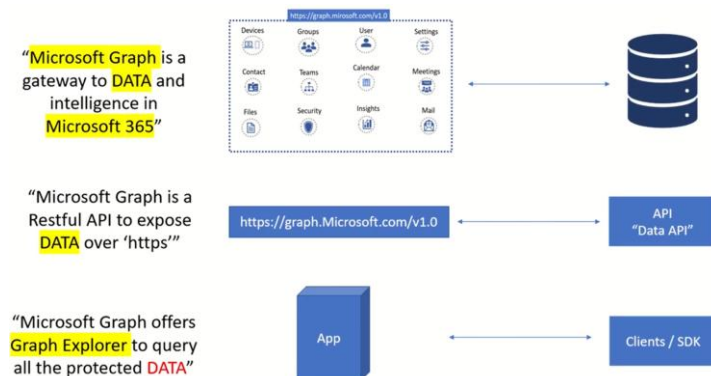 https://graph.mirosoft.com/v1.0
Devices
Groups
User
Settings
Contact
Teams
Calendar
Meetings
Files
Security
Insights
Mail
“Microsoft Graph is a
gateway to DATA and
intelligence in
Microsoft 365”
“Microsoft Graph is a
Restful API to expose
DATA over ‘https’”
https://graph.Microsoft.com/v1.0
API
“Data API”
“Microsoft Graph offers
Graph Explorer to query
all the protected DATA”
App
Clients / SDK